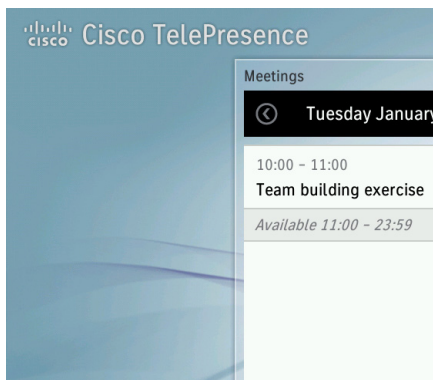 cisco Cisco TelePresence
Meetings
Tuesday January
10:00 - 11:00
Team building exercise
Available 11:00 - 23:59